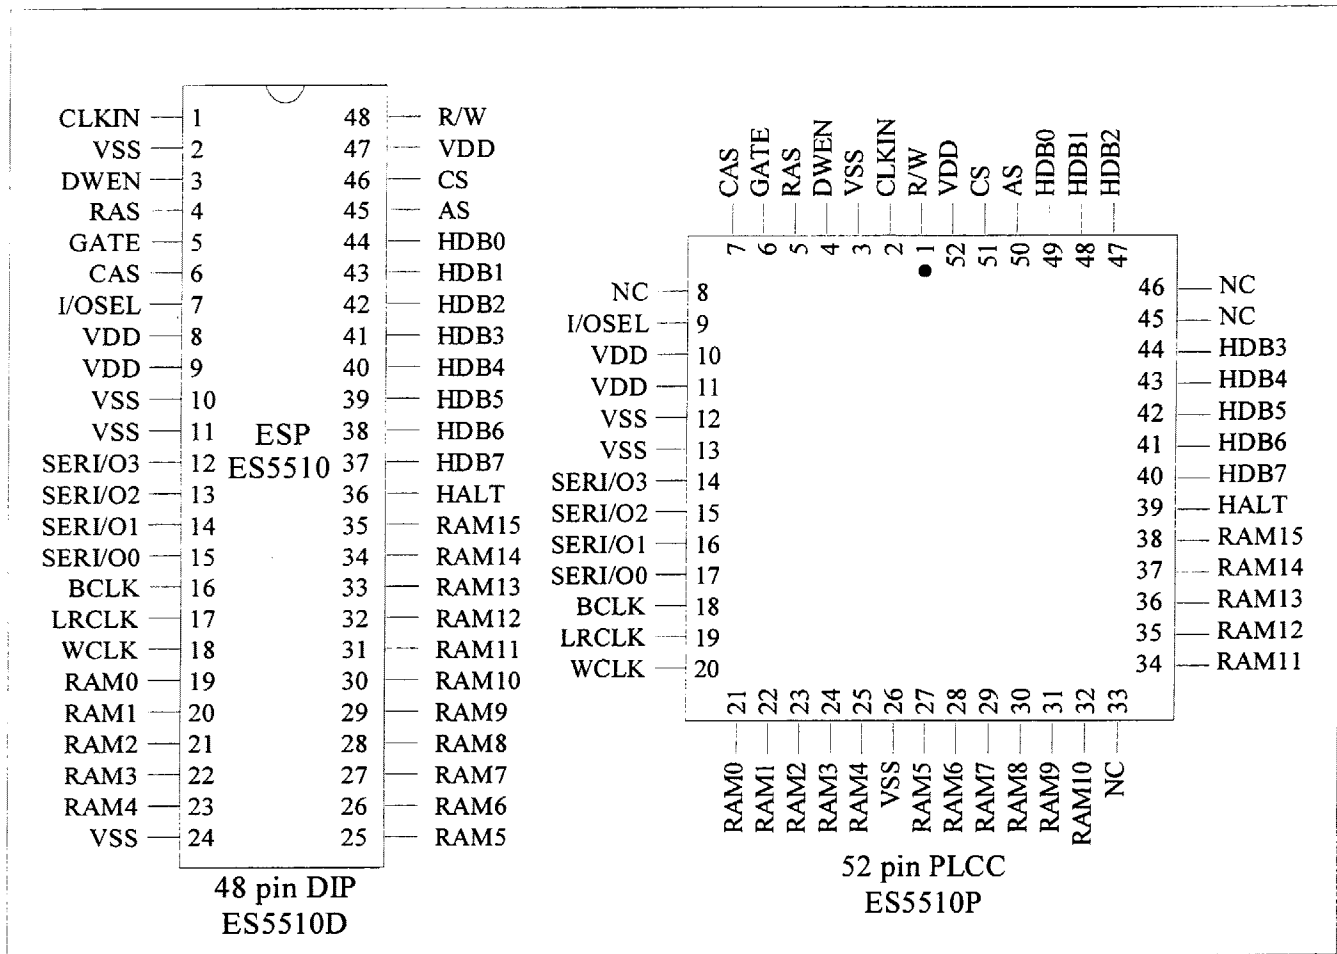 CLKIN 1 48 R/W
VSS 2 47 VDD
DWEN 3 46 CS
RAS 4 45 AS
GATE 5 44 HDB0
CAS 6 43 HDB1
I/OSEL 7 42 HDB2
VDD 8 41 HDB3
VDD 9 40 HDB4
VSS 10 39 HDB5
VSS 11 ESP 38 HDB6
SERI/O3 12 ES5510 37 HDB7
SERI/O2 13 36 HALT
SERI/O1 14 35 RAM15
SERI/O0 15 34 RAM14
BCLK 16 33 RAM13
LRCLK 17 32 RAM12
WCLK 18 31 RAM11
RAM0 19 30 RAM10
RAM1 20 29 RAM9
RAM2 21 28 RAM8
RAM3 22 27 RAM7
RAM4 23 26 RAM6
VSS 24 25 RAM5
48 pin DIP
ES5510D
CAS GATE RAS DWEN VSS CLKIN R/W VDD CS AS HDB0 HDB1 HDB2
7 6 5 4 3 2 1 52 51 50 49 48 47
NC 8 46 NC
I/OSEL 9 45 NC
VDD 10 44 HDB3
VDD 11 43 HDB4
VSS 12 42 HDB5
VSS 13 41 HDB6
SERI/O3 14 40 HDB7
SERI/O2 15 39 HALT
SERI/O1 16 38 RAM15
SERI/O0 17 37 RAM14
BCLK 18 36 RAM13
LRCLK 19 35 RAM12
WCLK 20 34 RAM11
21 22 23 24 25 26 27 28 29 30 31 32 33
RAM0 RAM1 RAM2 RAM3 RAM4 VSS RAM5 RAM6 RAM7 RAM8 RAM9 RAM10 NC
52 pin PLCC
ES5510P